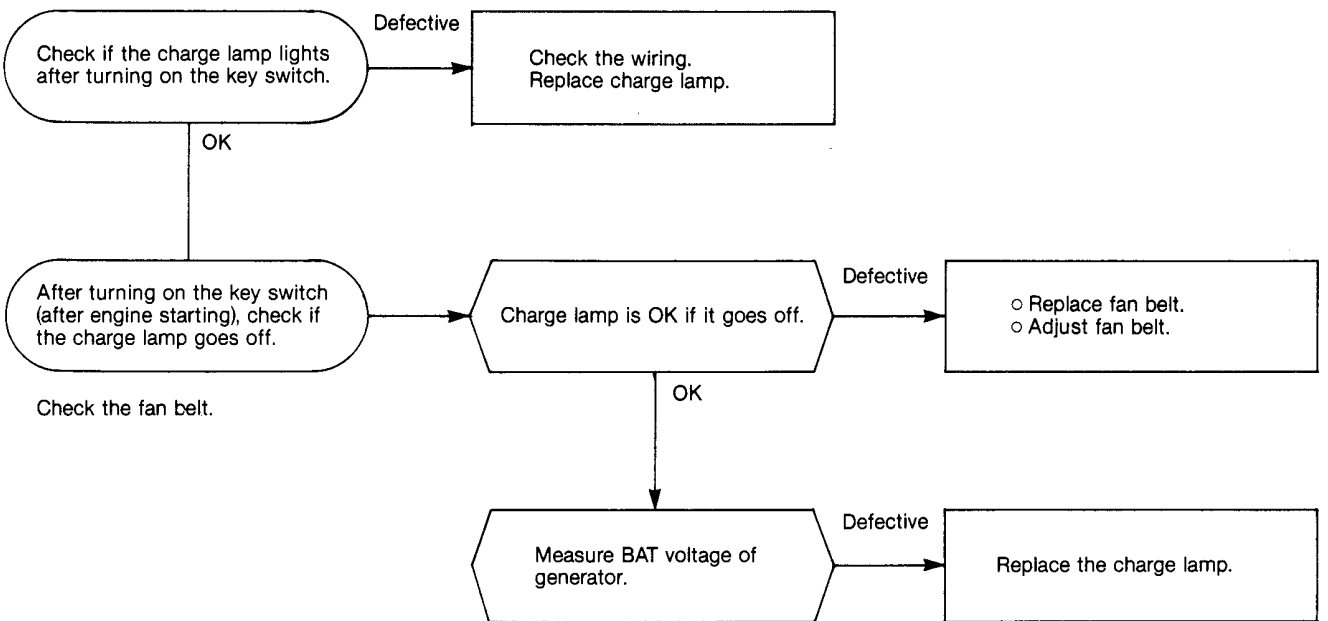 Defective
Check if the charge lamp lights
after turning on the key switch.
Check the wiring.
Replace charge lamp.
OK
After turning on the key switch
(after engine starting), check if
the charge lamp goes off.
Charge lamp is OK if it goes off.
Defective
○ Replace fan belt.
○ Adjust fan belt.
Check the fan belt.
OK
Measure BAT voltage of
generator.
Defective
Replace the charge lamp.